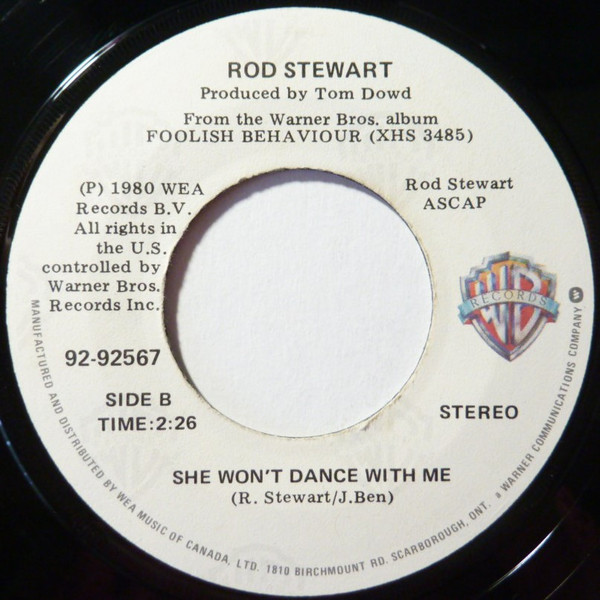 ROD STEWART
Produced by Tom Dowd
From the Warner Bros. album
FOOLISH BEHAVIOUR (XHS 3485)
(P) 1980 WEA
Records B.V.
All rights in
the U.S.
controlled by
Warner Bros.
Records Inc.
Rod Stewart
ASCAP
WB
RECORDS
92-92567
SIDE B
TIME:2:26
STEREO
SHE WON'T DANCE WITH ME
(R. Stewart/J.Ben)
MANUFACTURED AND DISTRIBUTED BY WEA MUSIC OF CANADA, LTD. 1810 BIRCHMOUNT RD. SCARBOROUGH, ONT. a WARNER COMMUNICATIONS COMPANY